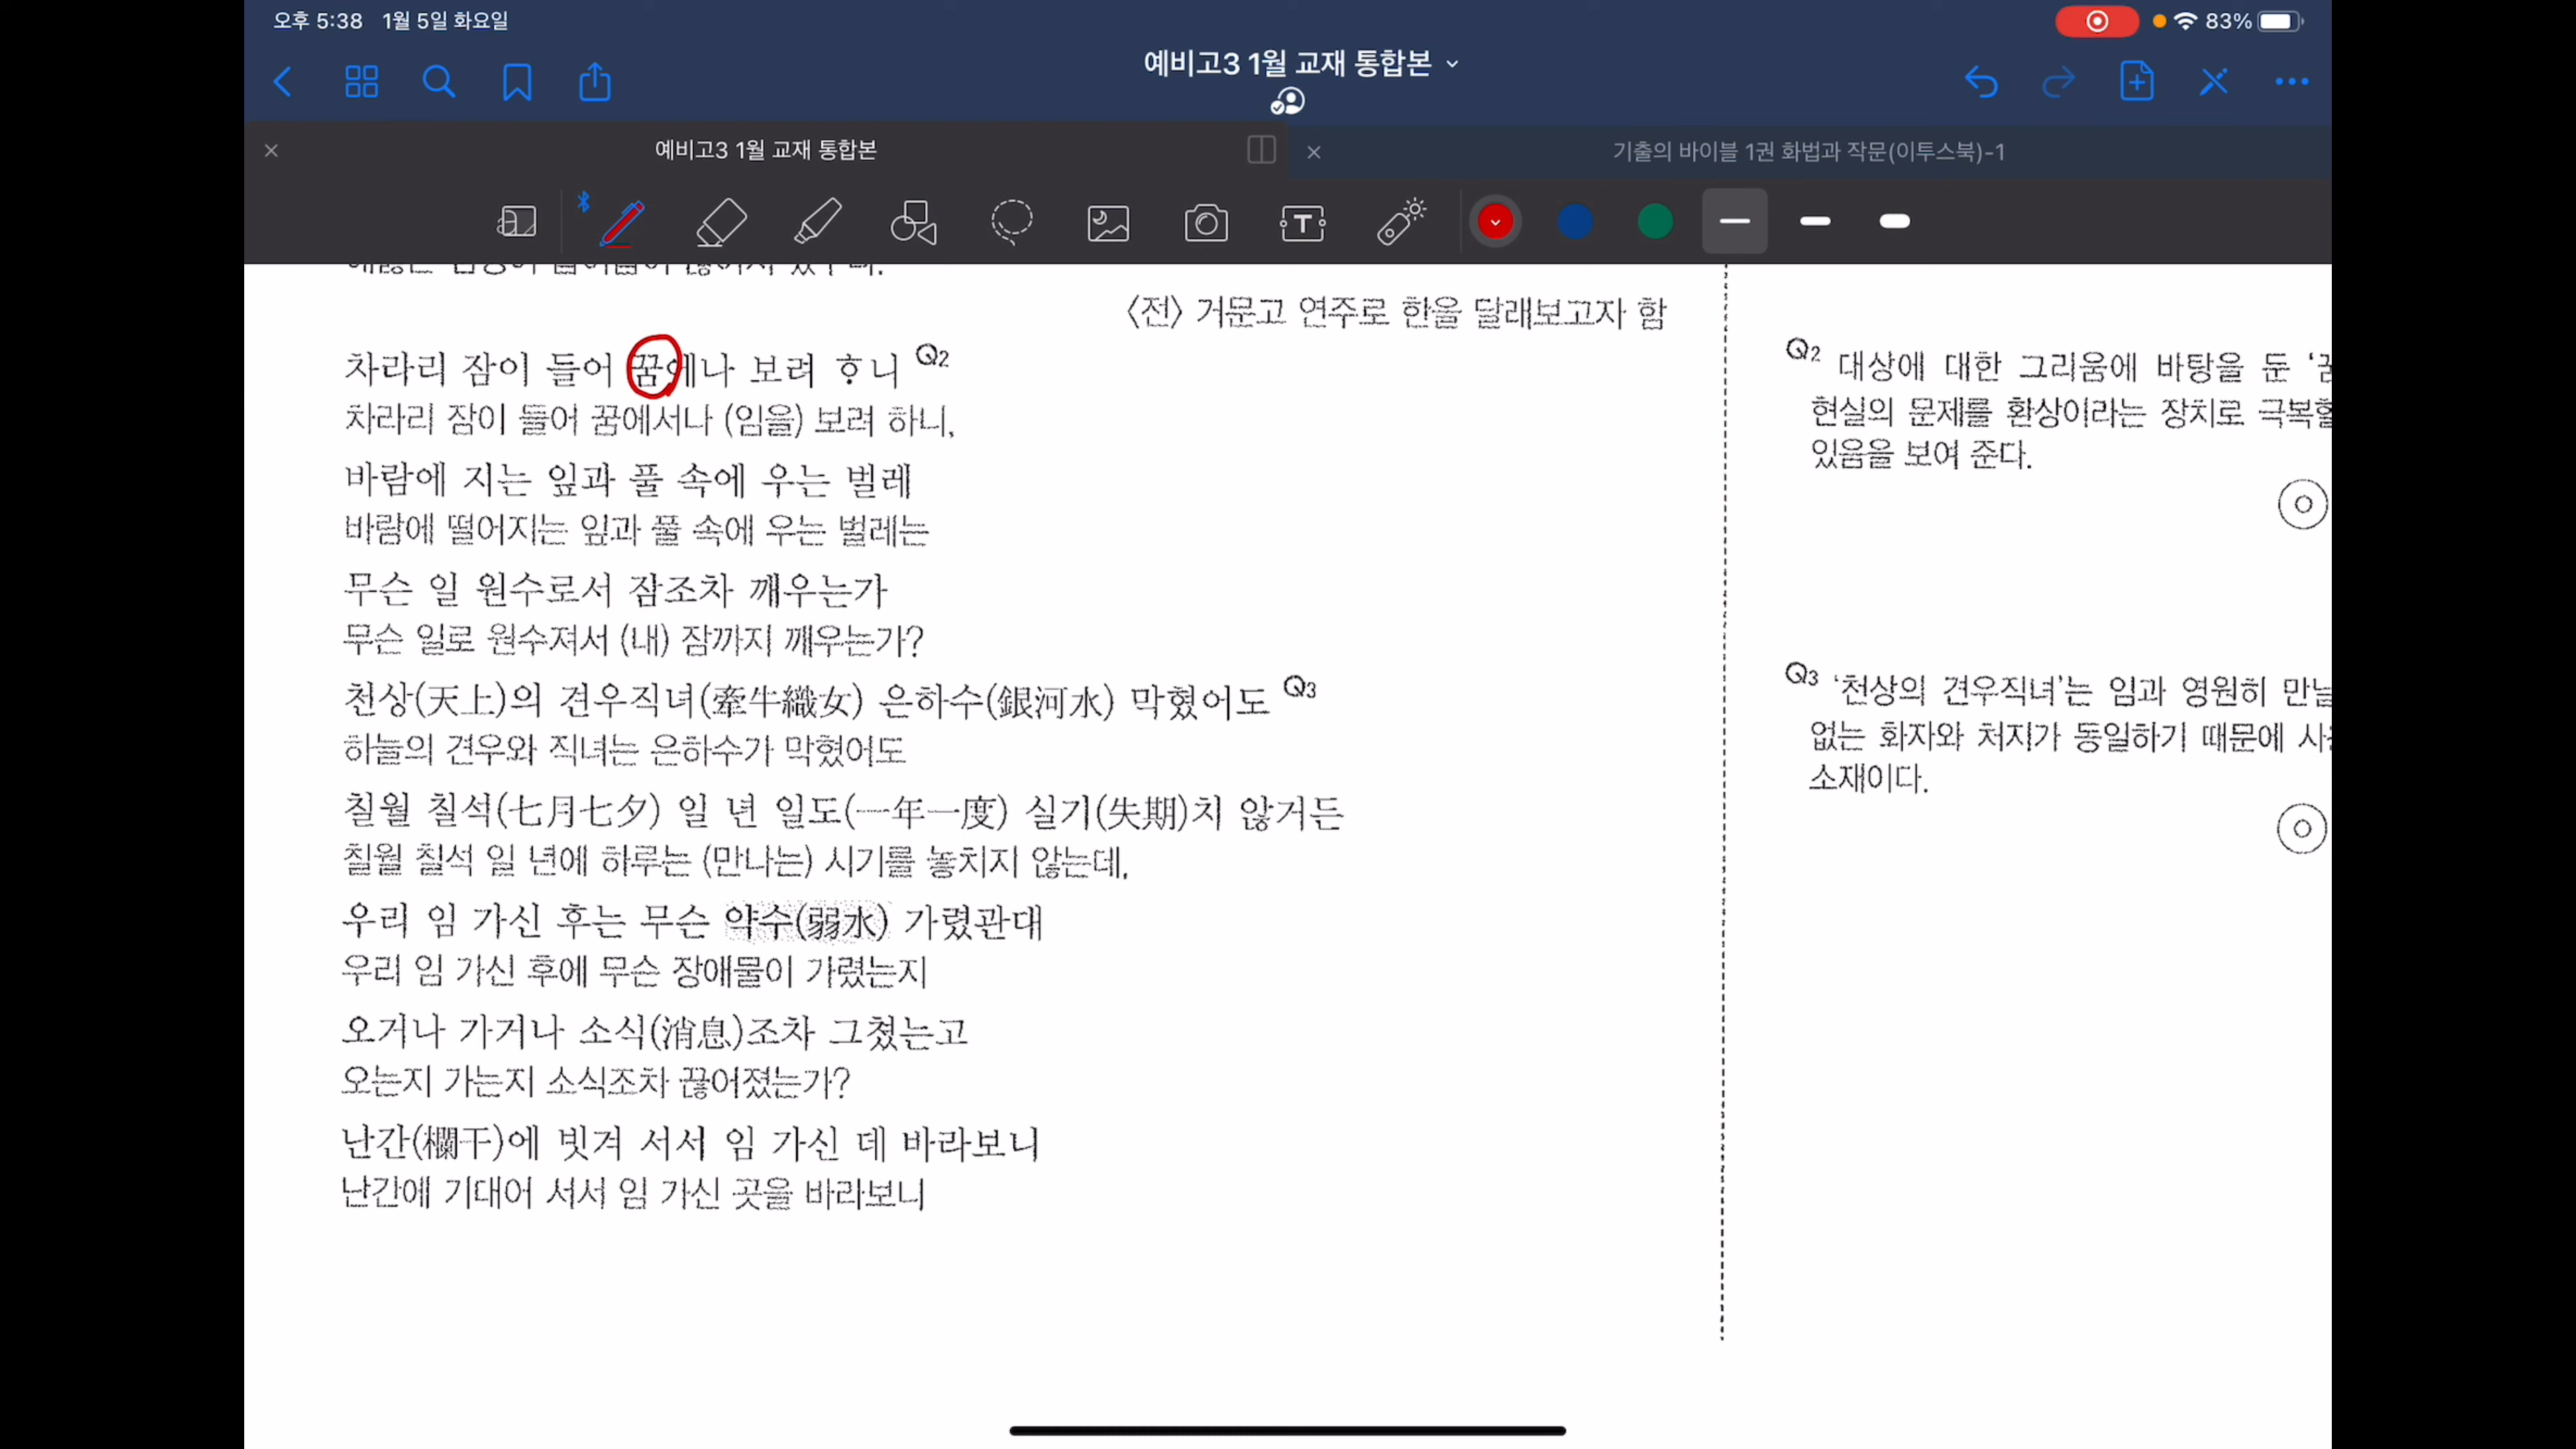 오후 5:38 1월 5일 화요일
83%
예비고3 1월 교재 통합본
예비고3 1월 교재 통합본
기출의 바이블 1권 화법과 작문(이투스북)-1
〈전〉 거문고 연주로 한을 달래보고자 함
차라리 잠이 들어 꿈에나 보려 ᄒᆞ니 Q2
차라리 잠이 들어 꿈에서나 (임을) 보려 하니,
바람에 지는 잎과 풀 속에 우는 벌레
바람에 떨어지는 잎과 풀 속에 우는 벌레는
무슨 일 원수로서 잠조차 깨우는가
무슨 일로 원수져서 (내) 잠까지 깨우는가?
천상(天上)의 견우직녀(牽牛織女) 은하수(銀河水) 막혔어도 Q3
하늘의 견우와 직녀는 은하수가 막혔어도
칠월 칠석(七月七夕) 일 년 일도(一年一度) 실기(失期)치 않거든
칠월 칠석 일 년에 하루는 (만나는) 시기를 놓치지 않는데,
우리 임 가신 후는 무슨 약수(弱水) 가렸관대
우리 임 가신 후에 무슨 장애물이 가렸는지
오거나 가거나 소식(消息)조차 그쳤는고
오는지 가는지 소식조차 끊어졌는가?
난간(欄干)에 빗겨 서서 임 가신 데 바라보니
난간에 기대어 서서 임 가신 곳을 바라보니
Q2 대상에 대한 그리움에 바탕을 둔
현실의 문제를 환상이라는 장치로
있음을 보여 준다.
Q3 '천상의 견우직녀'는 임과 영원히
없는 화자와 처지가 동일하기 때문에
소재이다.